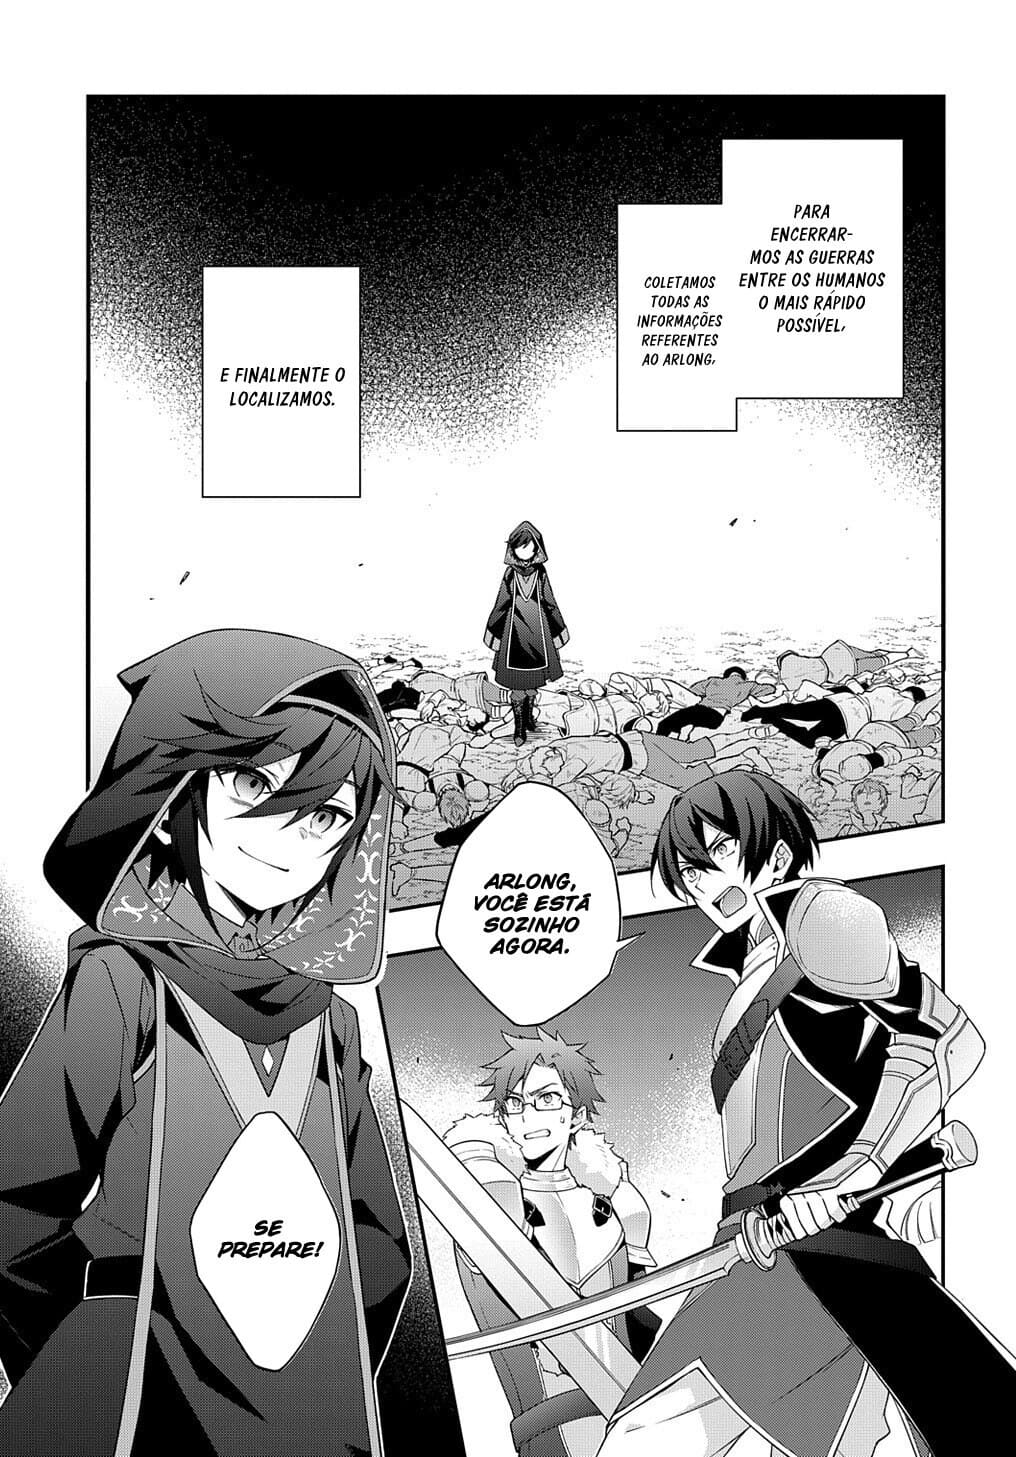 PARA
ENCERRAR-
MOS AS GUERRAS
ENTRE OS HUMANOS
O MAIS RÁPIDO
POSSÍVEL,
COLETAMOS
TODAS AS
INFORMAÇÕES
REFERENTES
AO ARLONG,
E FINALMENTE O
LOCALIZAMOS.
ARLONG,
VOCÊ ESTÁ
SOZINHO
AGORA.
SE
PREPARE!